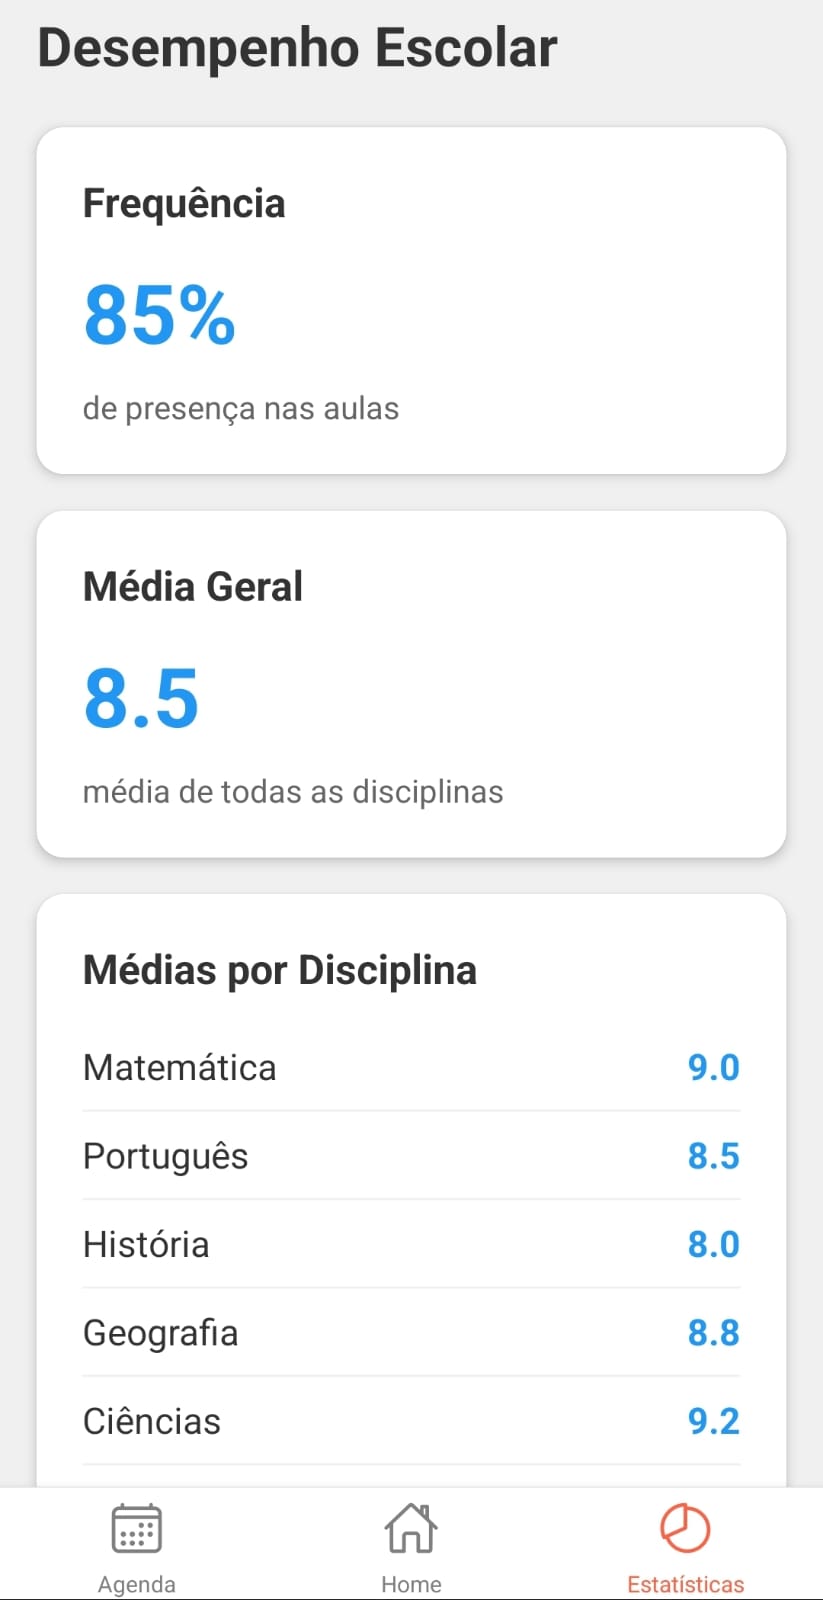 Desempenho Escolar
Frequência
85%
de presença nas aulas
Média Geral
8.5
média de todas as disciplinas
Médias por Disciplina
Matemática 9.0
Português 8.5
História 8.0
Geografia 8.8
Ciências 9.2
Agenda Home Estatísticas